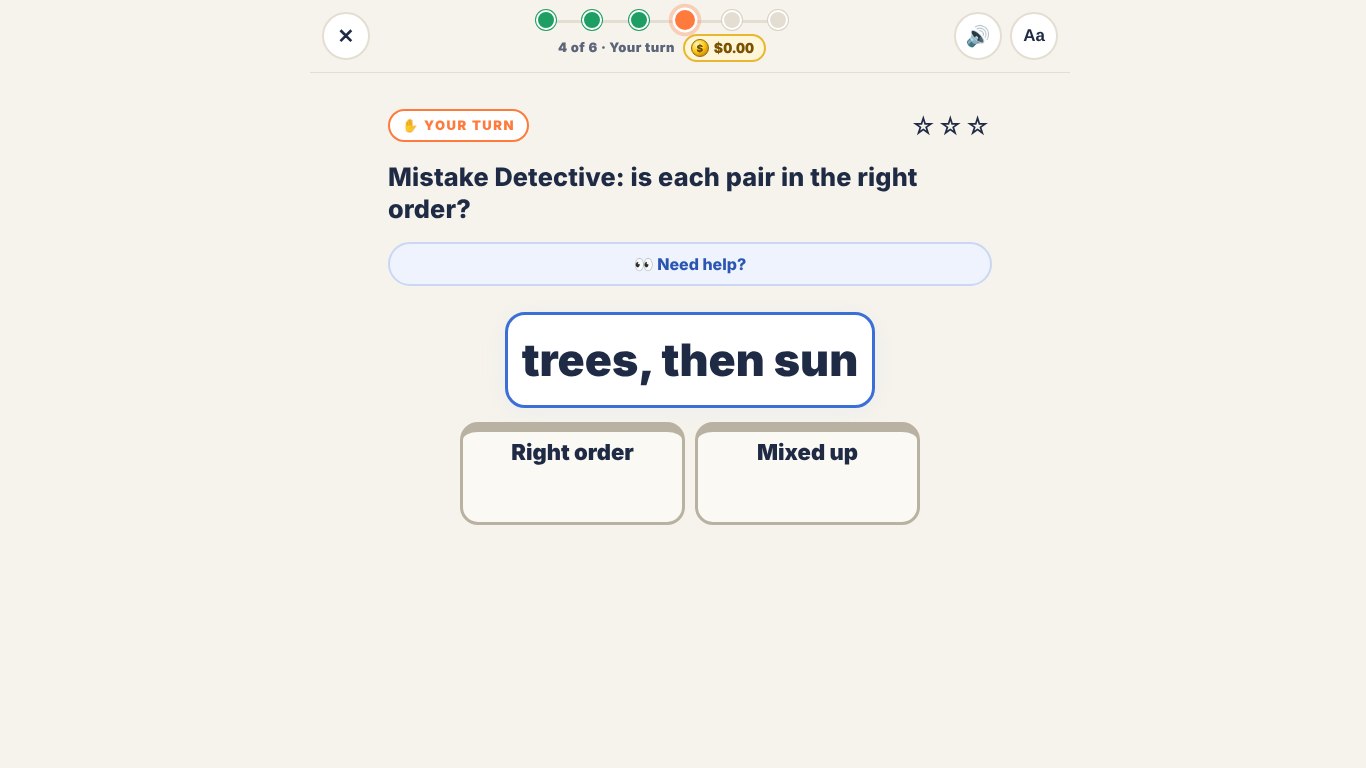 ✕
4 of 6 · Your turn
$ $0.00
Aa
YOUR TURN
Mistake Detective: is each pair in the right
order?
Need help?
trees, then sun
Right order
Mixed up